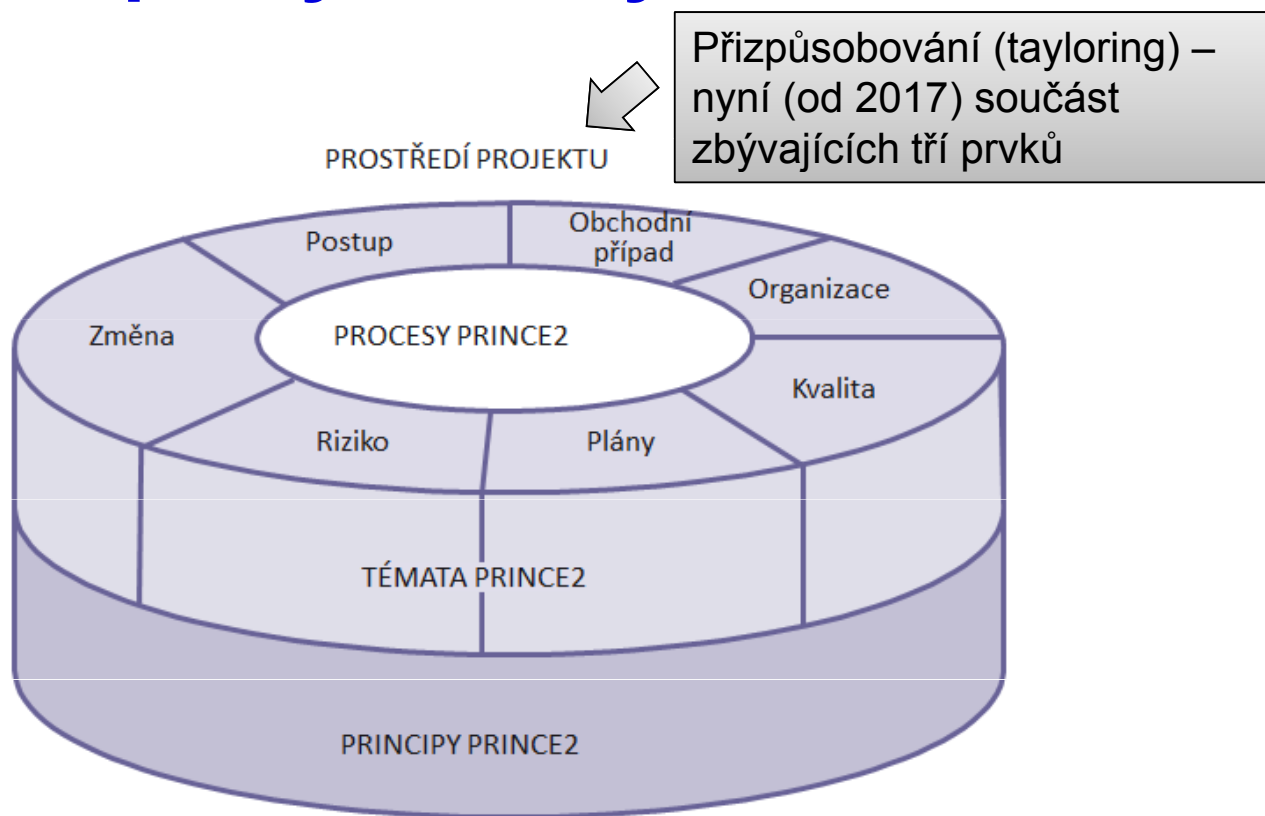 Přizpůsobování (tayloring) –
nyní (od 2017) součást
zbývajících tří prvků
PROSTŘEDÍ PROJEKTU
Postup
Obchodní
případ
Organizace
Změna
PROCESY PRINCE2
Kvalita
Riziko
Plány
TÉMATA PRINCE2
PRINCIPY PRINCE2